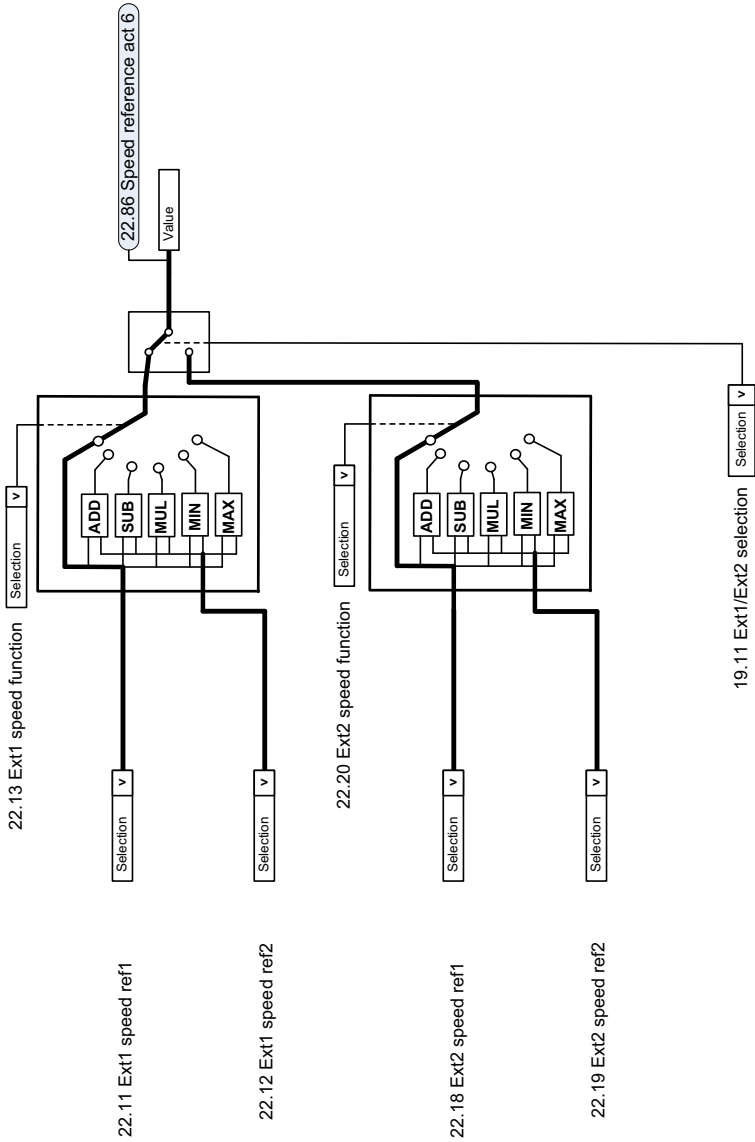 22.13 Ext1 speed function
Selection
v
22.86 Speed reference act 6
Value
22.11 Ext1 speed ref1
Selection
v
ADD
SUB
MUL
MIN
MAX
22.12 Ext1 speed ref2
Selection
v
22.20 Ext2 speed function
Selection
v
22.18 Ext2 speed ref1
Selection
v
ADD
SUB
MUL
MIN
MAX
22.19 Ext2 speed ref2
Selection
v
19.11 Ext1/Ext2 selection
Selection
v